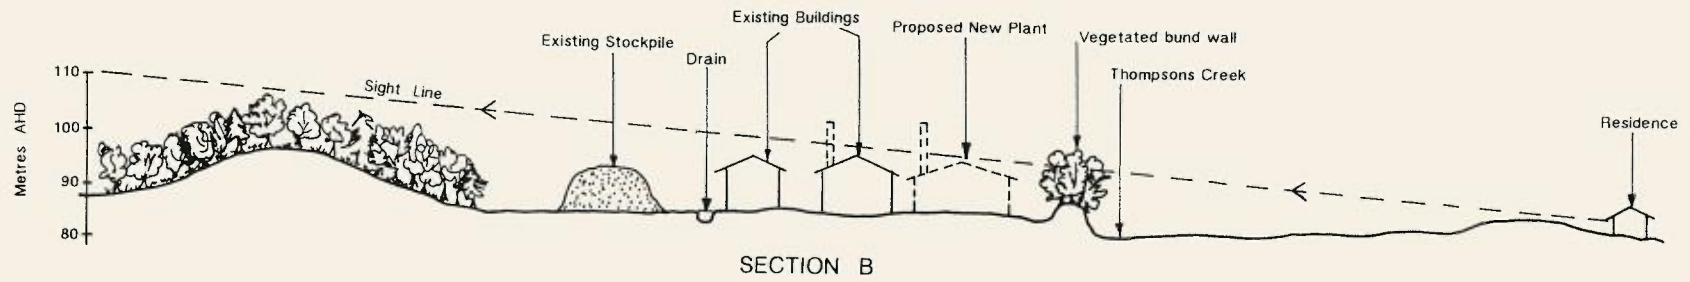 Existing Buildings
Proposed New Plant
Vegetated bund wall
Existing Stockpile
Drain
Thompsons Creek
Residence
Sight Line
Metres AHD
110
100
90
80
SECTION B